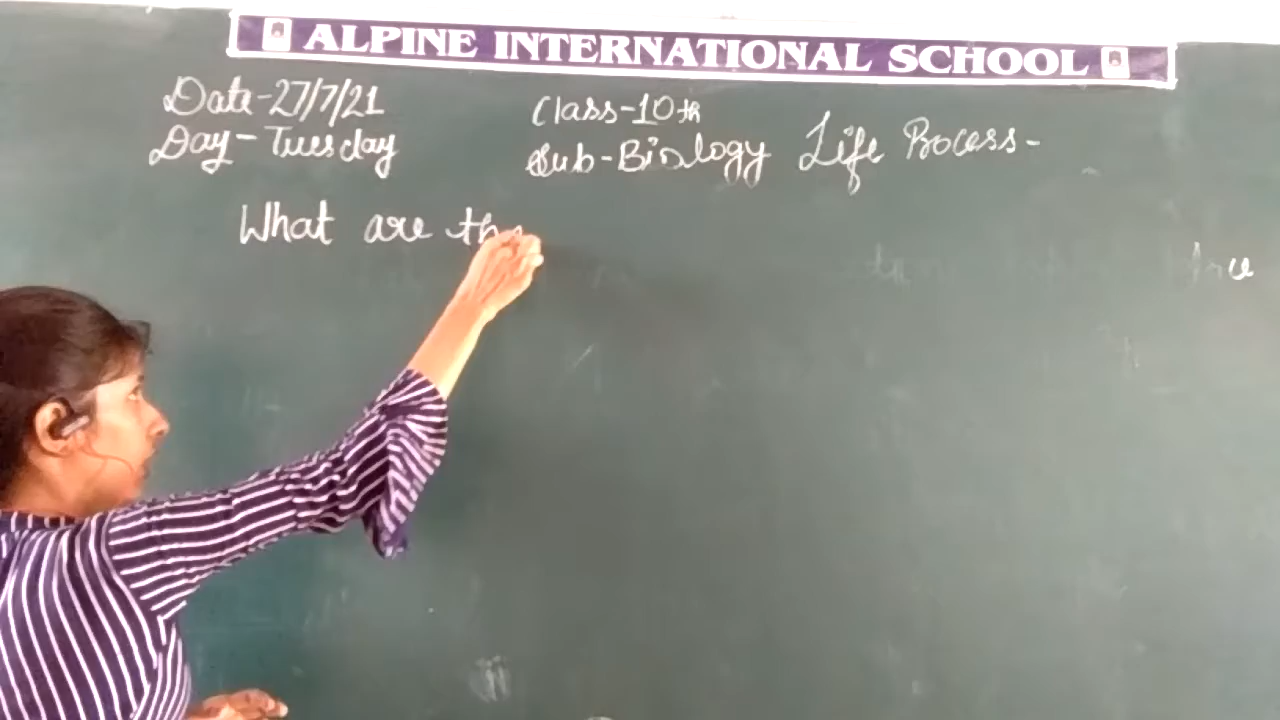 ALPINE INTERNATIONAL SCHOOL
Date-27/7/21
Day-Tuesday
Class-10th
Sub-Biology Life Process-
What are the